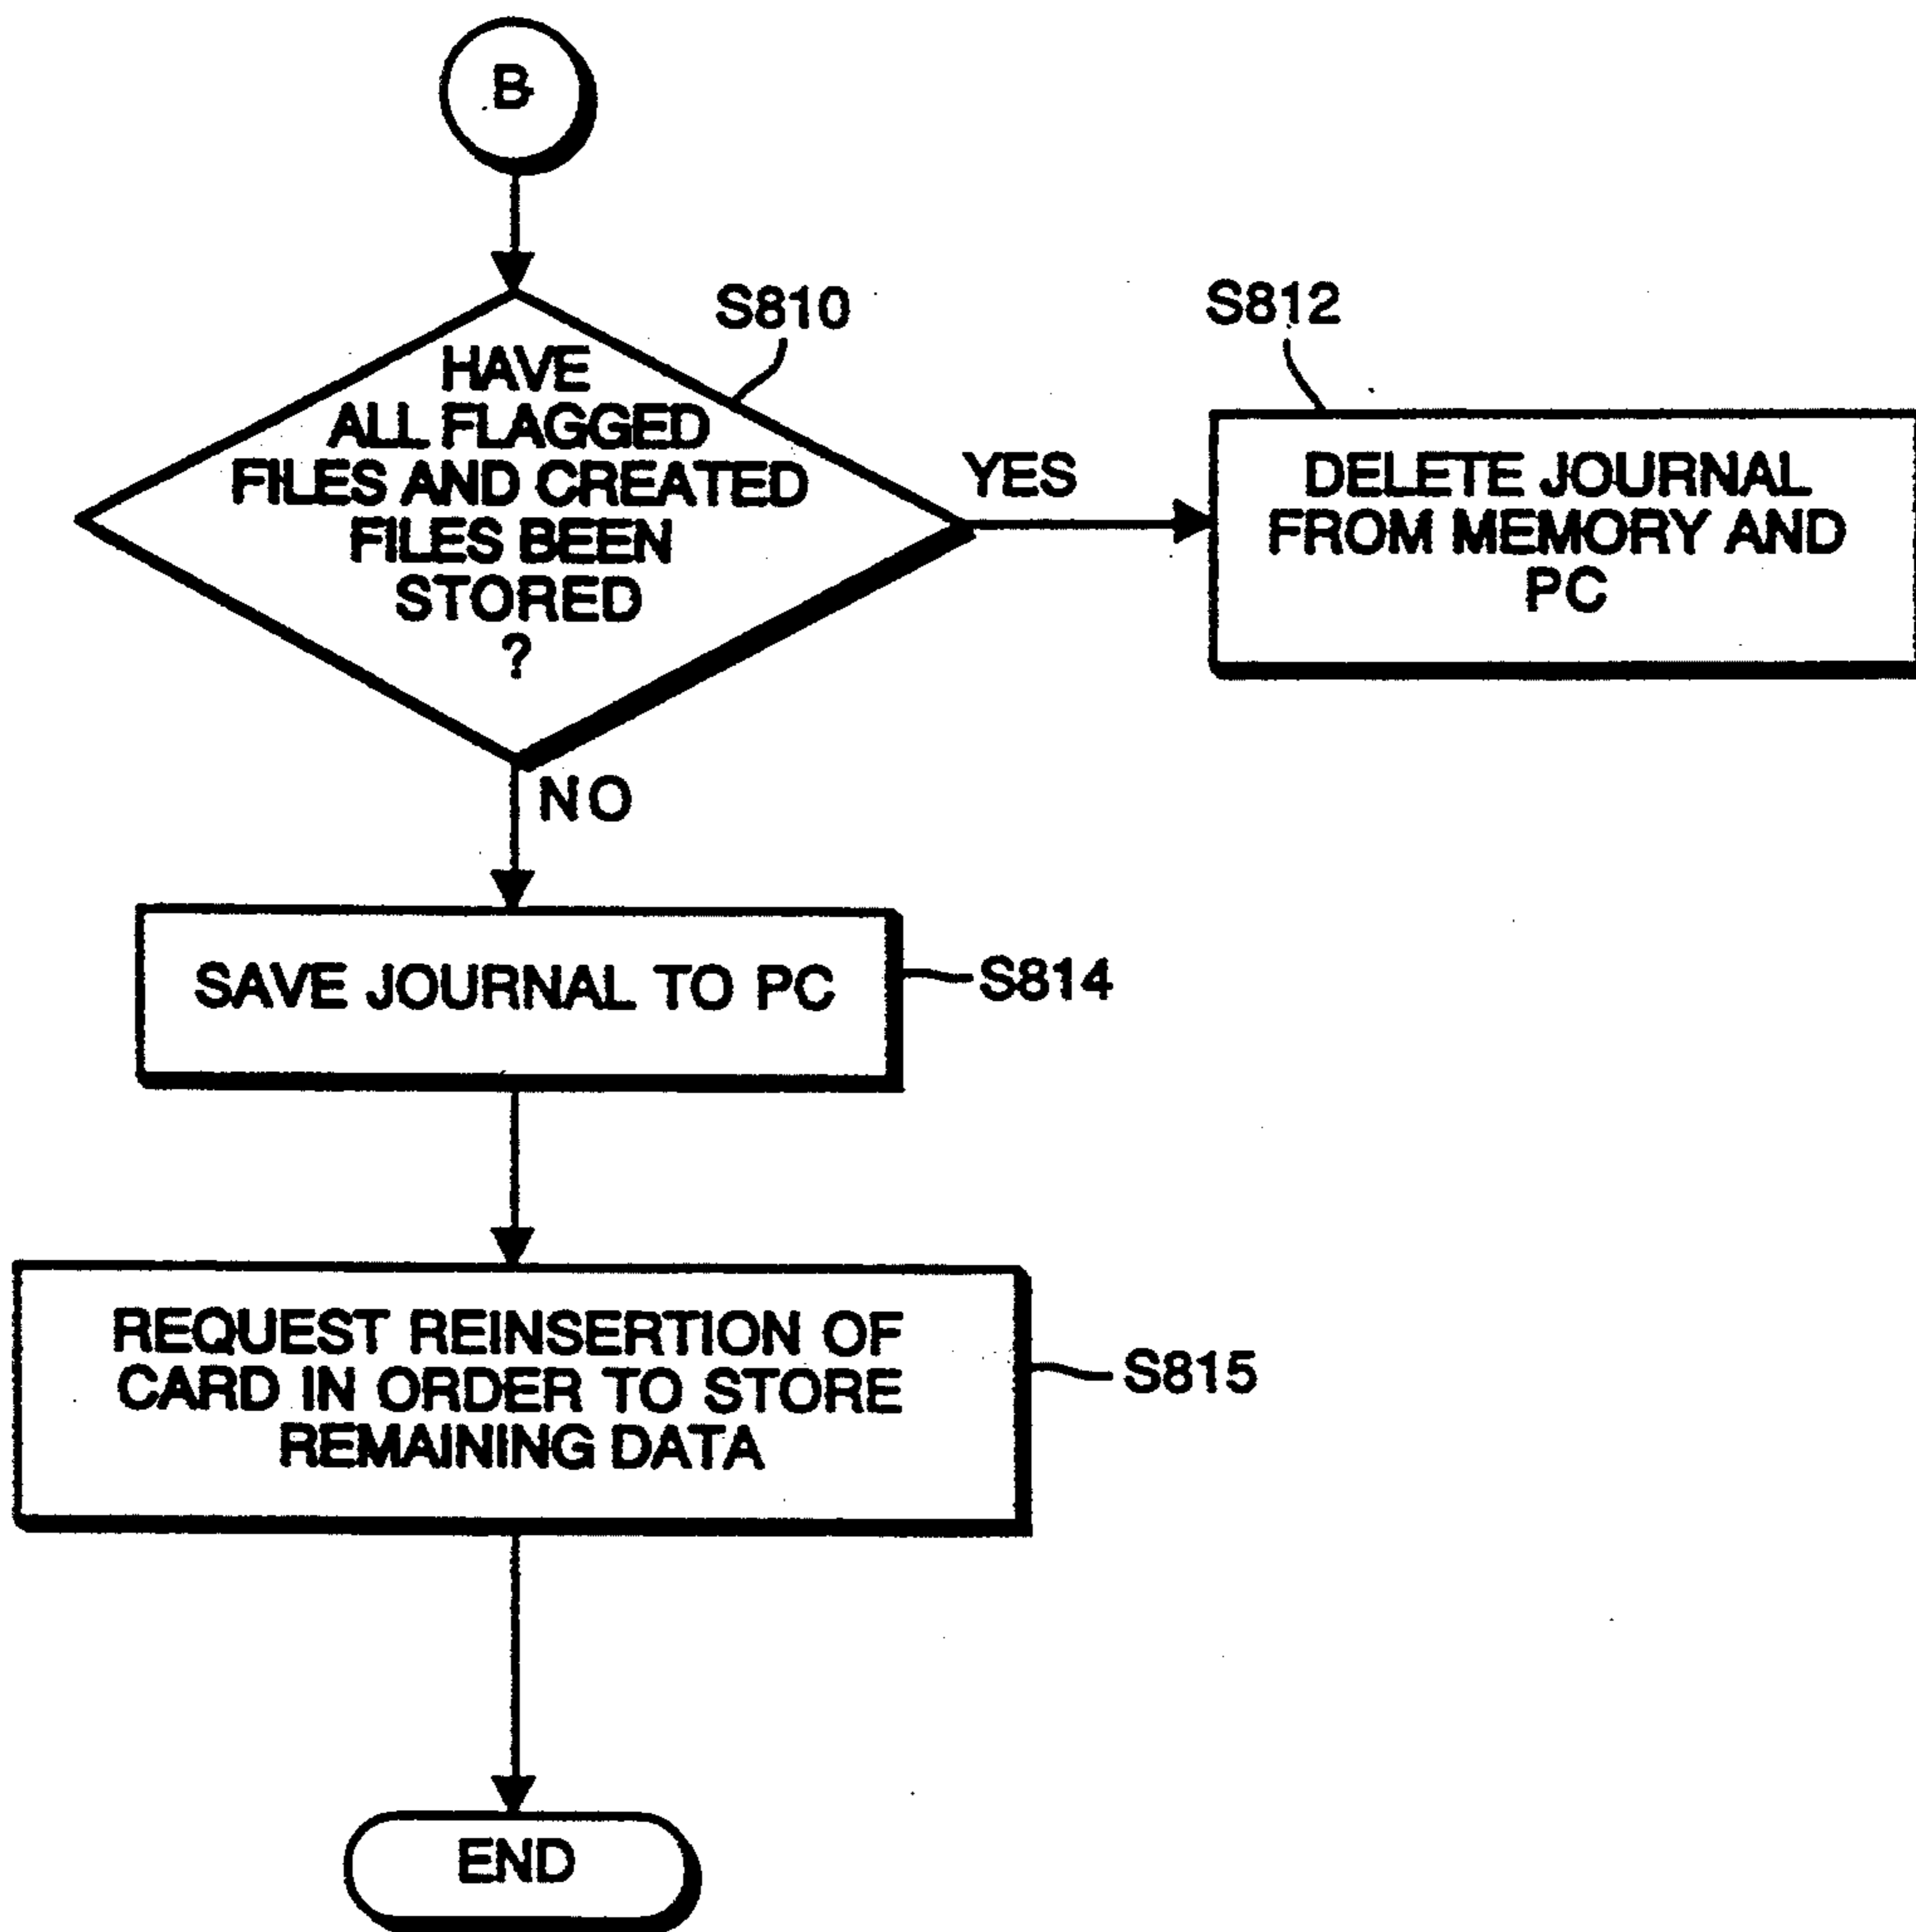 B
S810
HAVE
ALL FLAGGED
FILES AND CREATED
FILES BEEN
STORED
?
YES
S812
DELETE JOURNAL
FROM MEMORY AND
PC
NO
SAVE JOURNAL TO PC
S814
REQUEST REINSERTION OF
CARD IN ORDER TO STORE
REMAINING DATA
S815
END